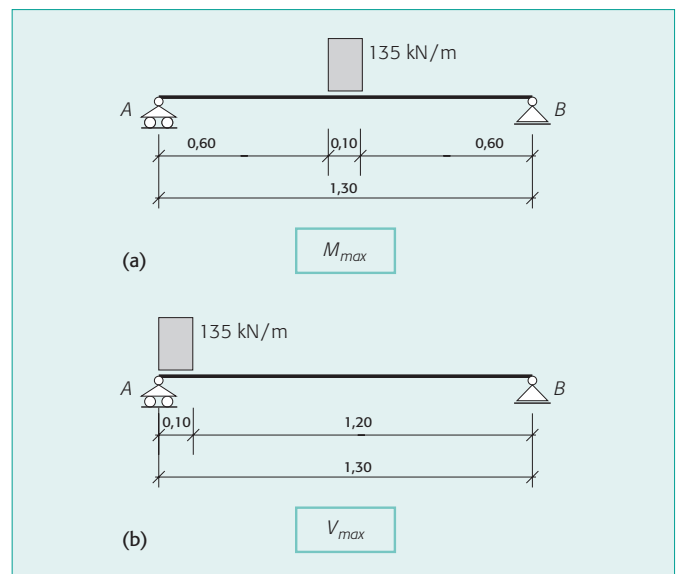 135 kN/m
A B
0,60 0,10 0,60
1,30
(a) Mmax
135 kN/m
A B
0,10 1,20
1,30
(b) Vmax